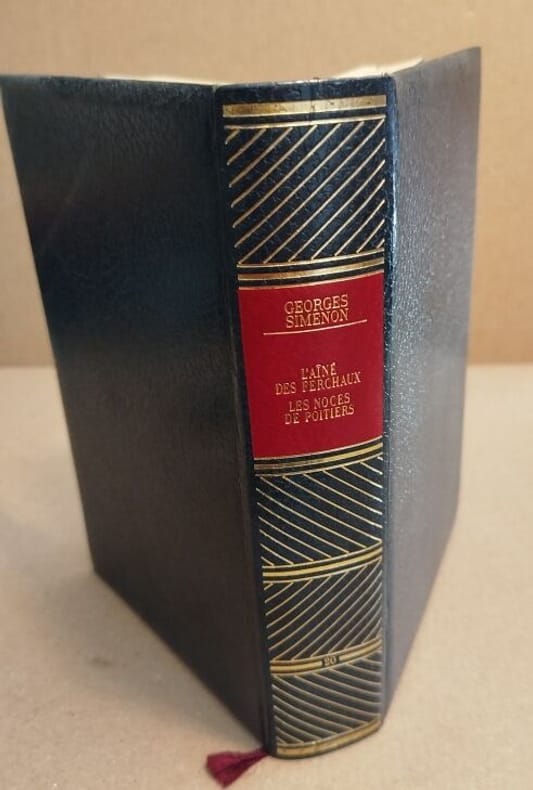 GEORGES
SIMENON
L'AÎNÉ
DES FERCHAUX
LES NOCES
DE POITIERS
20